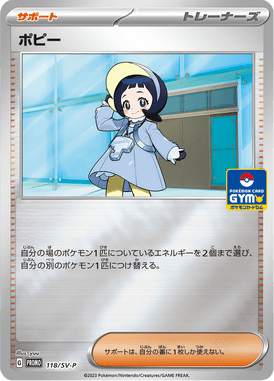 サポート トレーナーズ
ポピー
POKÉMON CARD
GYM
ポケモンカードジム
自分の場のポケモン1匹についているエネルギーを2個まで選び、
自分の別のポケモン1匹につけ替える。
Illus. yuu
G PROMO 118/SV-P
サポートは、自分の番に1枚しか使えない。
©2023 Pokémon/Nintendo/Creatures/GAME FREAK.